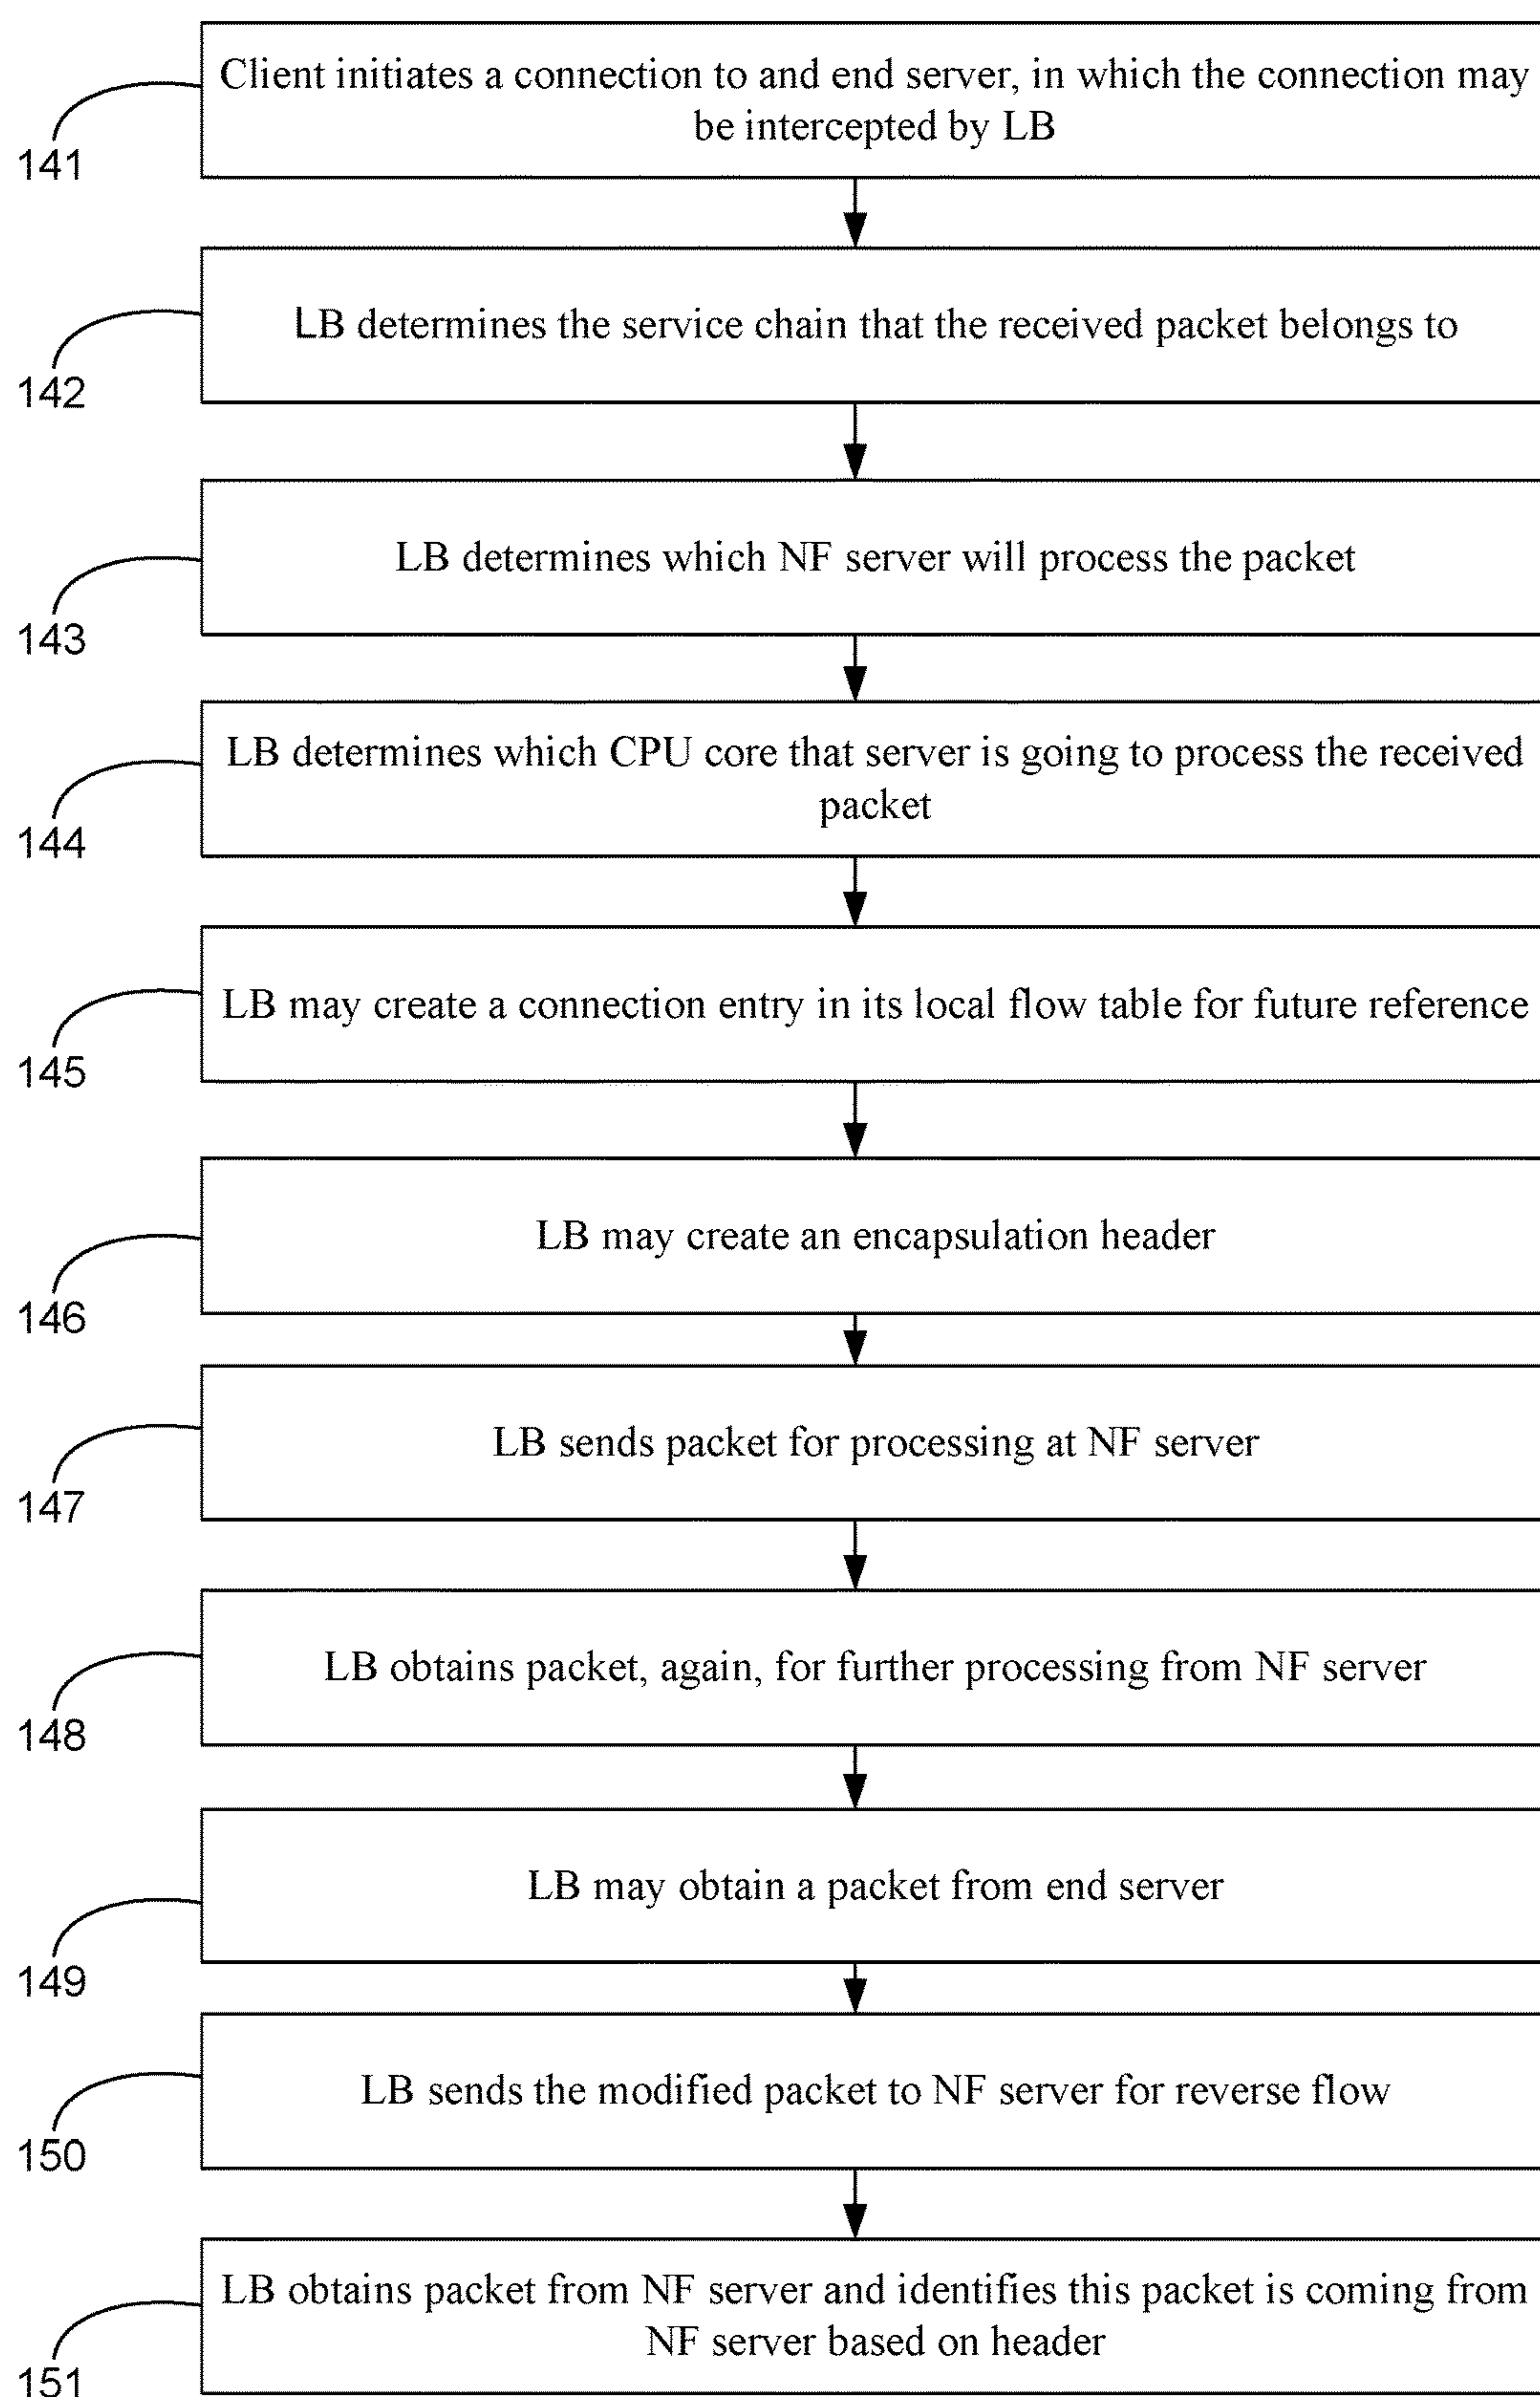 Client initiates a connection to and end server, in which the connection may
be intercepted by LB
141
LB determines the service chain that the received packet belongs to
142
LB determines which NF server will process the packet
143
LB determines which CPU core that server is going to process the received
packet
144
LB may create a connection entry in its local flow table for future reference
145
LB may create an encapsulation header
146
LB sends packet for processing at NF server
147
LB obtains packet, again, for further processing from NF server
148
LB may obtain a packet from end server
149
LB sends the modified packet to NF server for reverse flow
150
LB obtains packet from NF server and identifies this packet is coming from
NF server based on header
151